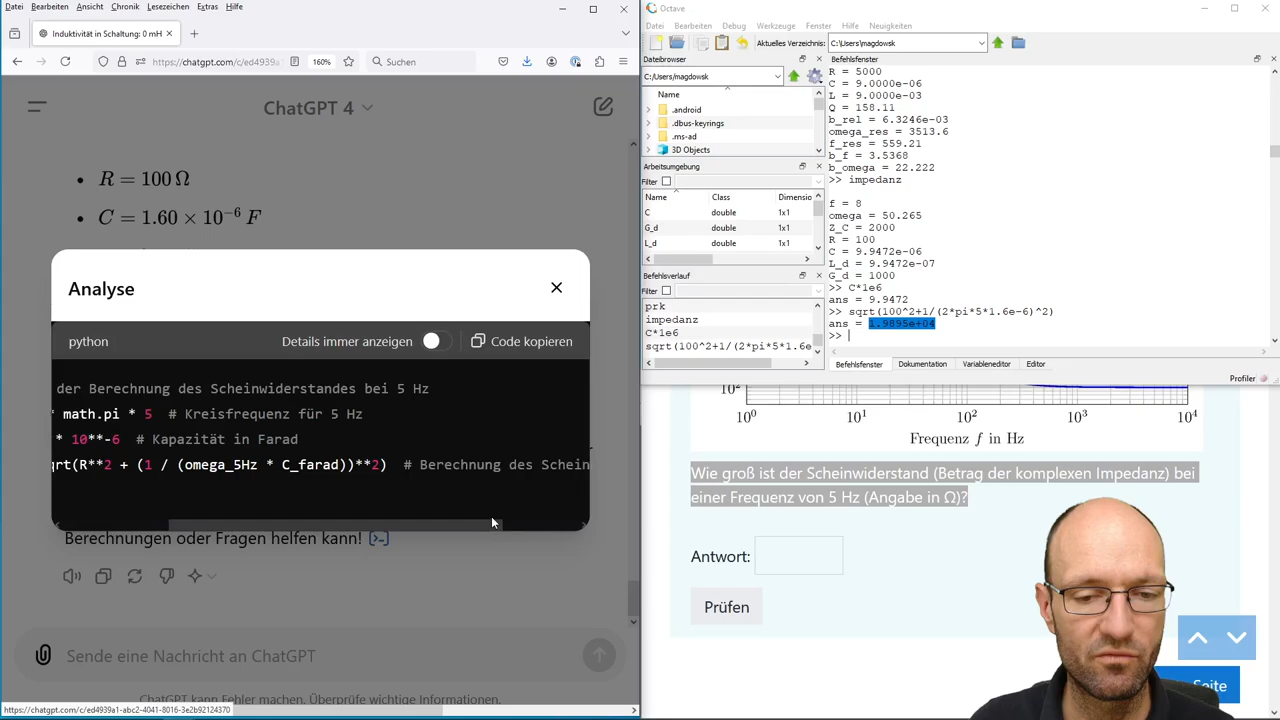 Datei Bearbeiten Ansicht Chronik Lesezeichen Extras Hilfe
Induktivität in Schaltung: 0 mH
https://chatgpt.com/c/ed4939a
160%
Suchen
ChatGPT 4
• R = 100 Ω
• C = 1.60 × 10⁻⁶ F
Analyse
python
Details immer anzeigen
Code kopieren
der Berechnung des Scheinwiderstandes bei 5 Hz
* math.pi * 5 # Kreisfrequenz für 5 Hz
* 10**-6 # Kapazität in Farad
qrt(R**2 + (1 / (omega_5Hz * C_farad))**2) # Berechnung des Schein
Berechnungen oder Fragen helfen kann! [>-]
Sende eine Nachricht an ChatGPT
ChatGPT kann Fehler machen. Überprüfe wichtige Informationen.
https://chatgpt.com/c/ed4939a1-abc2-4041-8016-3e2b92124370
Octave
Datei Bearbeiten Debug Werkzeuge Fenster Hilfe Neuigkeiten
Aktuelles Verzeichnis: C:\Users\magdowsk
Dateibrowser
C:/Users/magdowsk
Name
.android
.dbus-keyrings
.ms-ad
3D Objects
Arbeitsumgebung
Filter
Name Class Dimensio
C double 1x1
G_d double 1x1
L_d double 1x1
Befehlsverlauf
Filter
prk
impedanz
C*1e6
sqrt(100^2+1/(2*pi*5*1.6e
Befehlsfenster
R = 5000
C = 9.0000e-06
L = 9.0000e-03
Q = 158.11
b_rel = 6.3246e-03
omega_res = 3513.6
f_res = 559.21
b_f = 3.5368
b_omega = 22.222
>> impedanz
f = 8
omega = 50.265
Z_C = 2000
R = 100
C = 9.9472e-06
L_d = 9.9472e-07
G_d = 1000
>> C*1e6
ans = 9.9472
>> sqrt(100^2+1/(2*pi*5*1.6e-6)^2)
ans = 1.9895e+04
>>
Befehlsfenster Dokumentation Variableneditor Editor
Profiler
10²
10⁰ 10¹ 10² 10³ 10⁴
Frequenz f in Hz
Wie groß ist der Scheinwiderstand (Betrag der komplexen Impedanz) bei
einer Frequenz von 5 Hz (Angabe in Ω)?
Antwort:
Prüfen
Seite